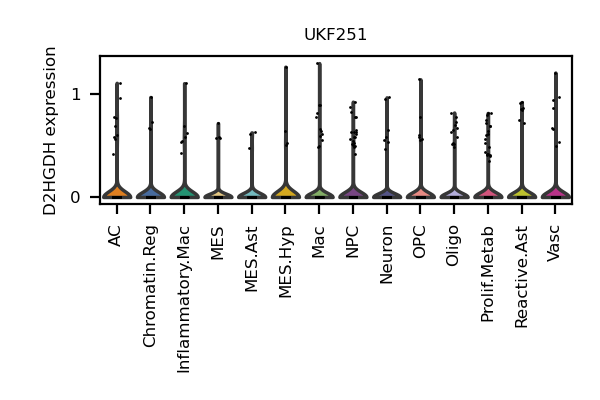 UKF251
D2HGDH expression
1
0
AC
Chromatin.Reg
Inflammatory.Mac
MES
MES.Ast
MES.Hyp
Mac
NPC
Neuron
OPC
Oligo
Prolif.Metab
Reactive.Ast
Vasc